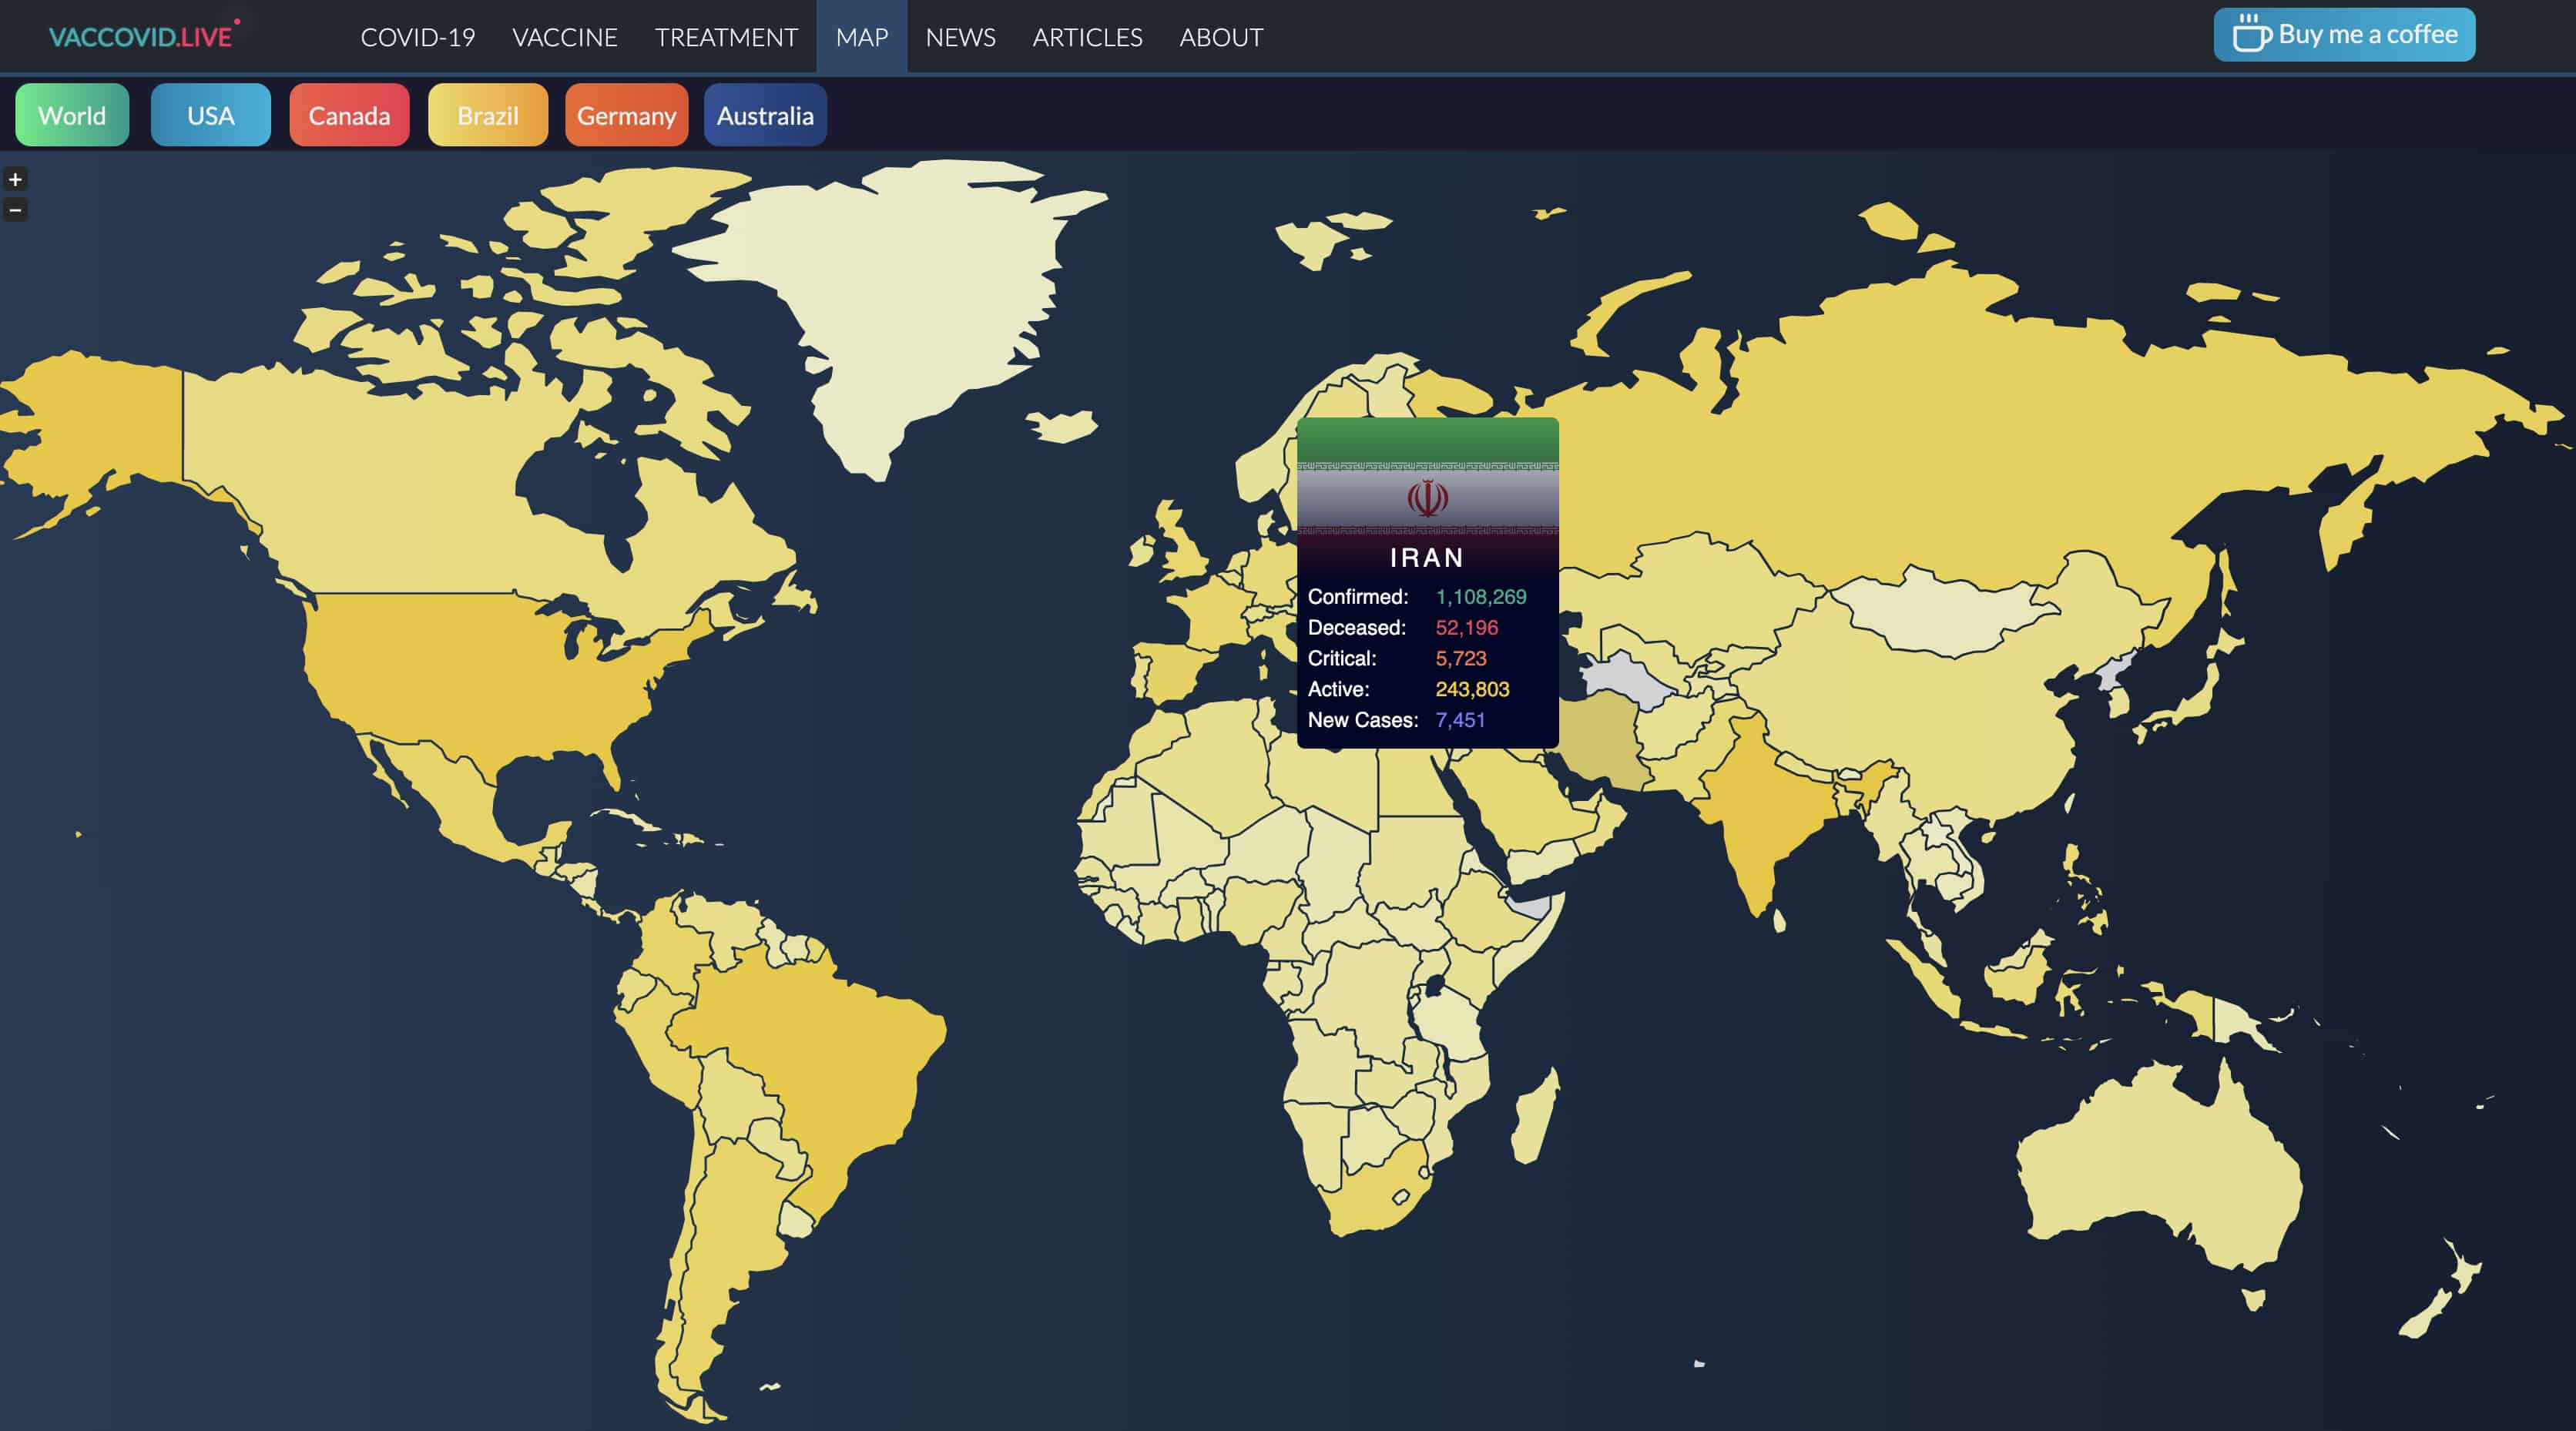 VACCOVID.LIVE
COVID-19 VACCINE TREATMENT MAP NEWS ARTICLES ABOUT
Buy me a coffee
World USA Canada Brazil Germany Australia
+
−
IRAN
Confirmed: 1,108,269
Deceased: 52,196
Critical: 5,723
Active: 243,803
New Cases: 7,451